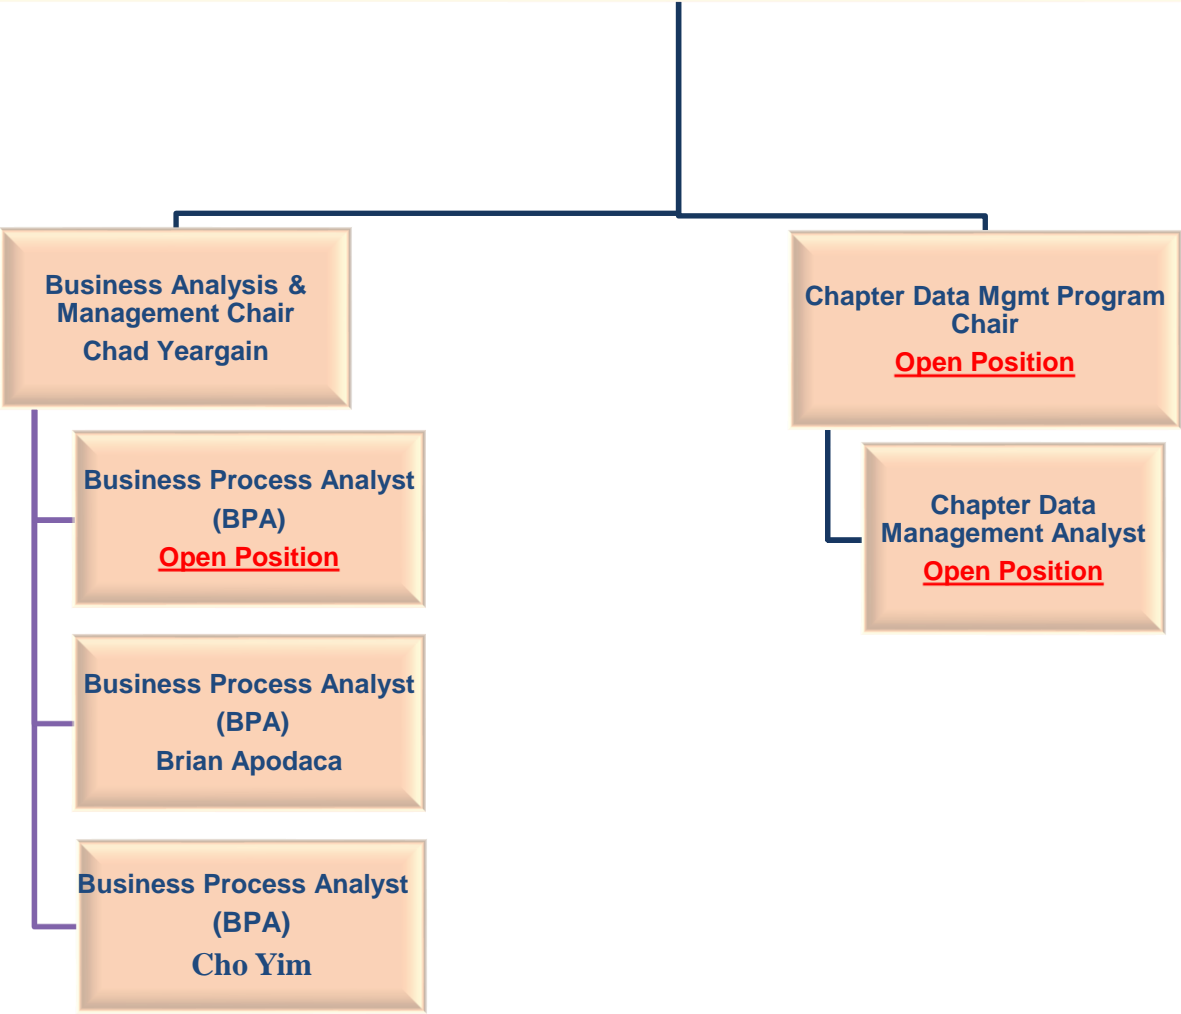 Business Analysis &
Management Chair
Chad Yeargain
Business Process Analyst
(BPA)
Open Position
Business Process Analyst
(BPA)
Brian Apodaca
Business Process Analyst
(BPA)
Cho Yim
Chapter Data Mgmt Program
Chair
Open Position
Chapter Data
Management Analyst
Open Position